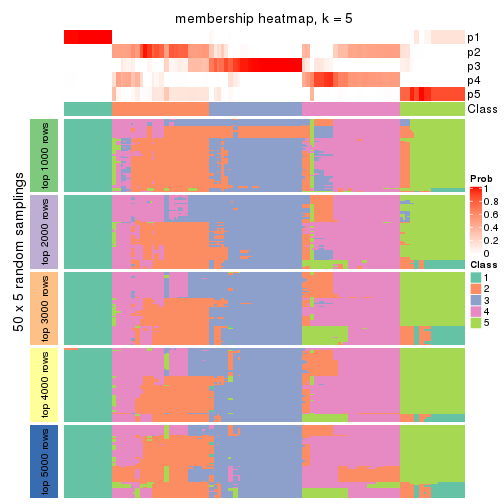 membership heatmap, k = 5
p1
p2
p3
p4
p5
Class
50 x 5 random samplings
top 1000 rows
top 2000 rows
top 3000 rows
top 4000 rows
top 5000 rows
Prob
1
0.8
0.6
0.4
0.2
0
Class
1
2
3
4
5